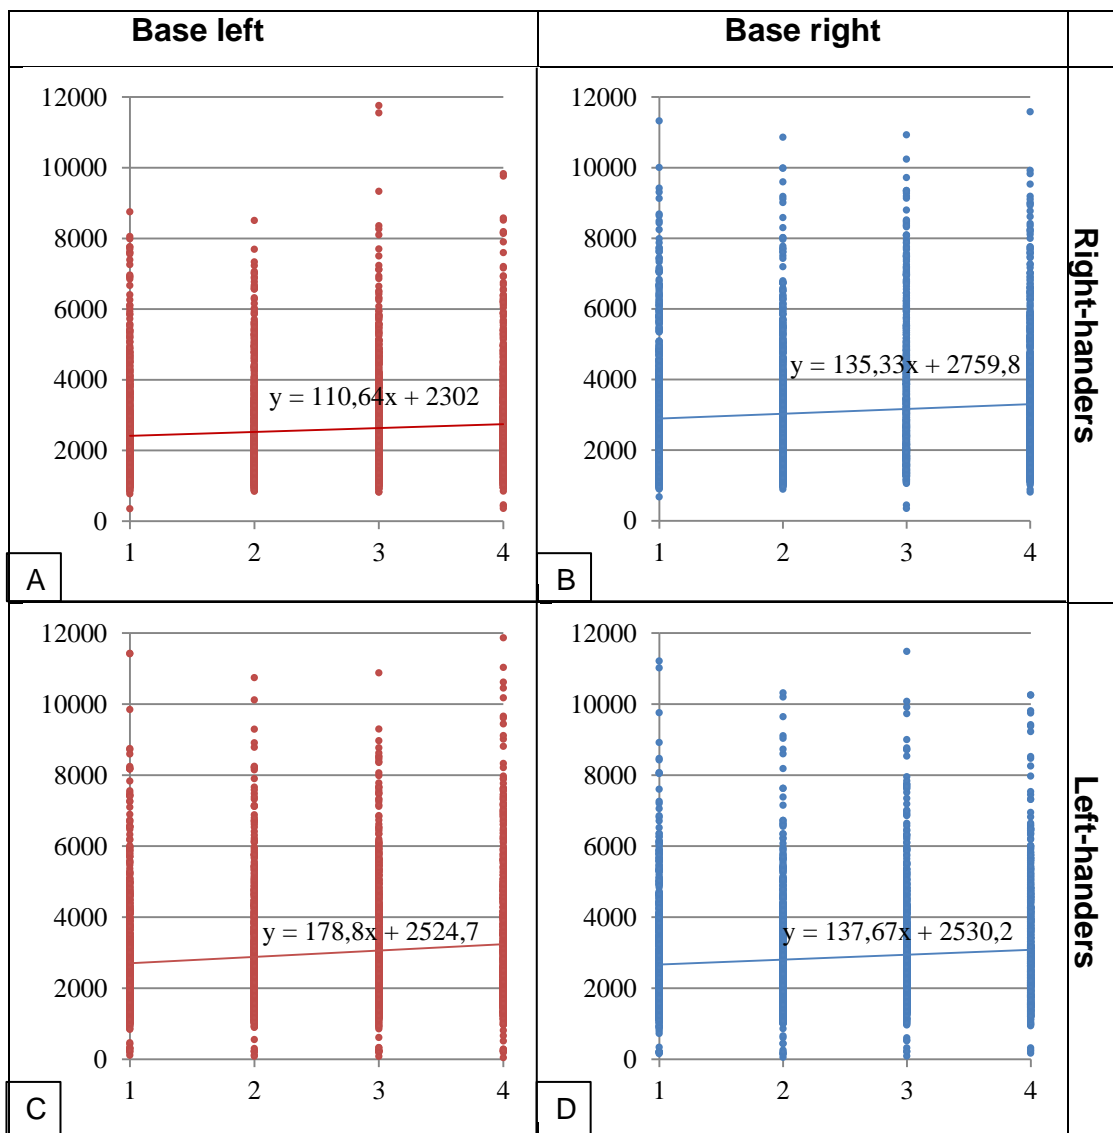 Base left
Base right
12000
10000
8000
6000
4000
2000
0
1 2 3 4
y = 110,64x + 2302
A
12000
10000
8000
6000
4000
2000
0
1 2 3 4
y = 135,33x + 2759,8
B
Right-handers
12000
10000
8000
6000
4000
2000
0
1 2 3 4
y = 178,8x + 2524,7
C
12000
10000
8000
6000
4000
2000
0
1 2 3 4
y = 137,67x + 2530,2
D
Left-handers